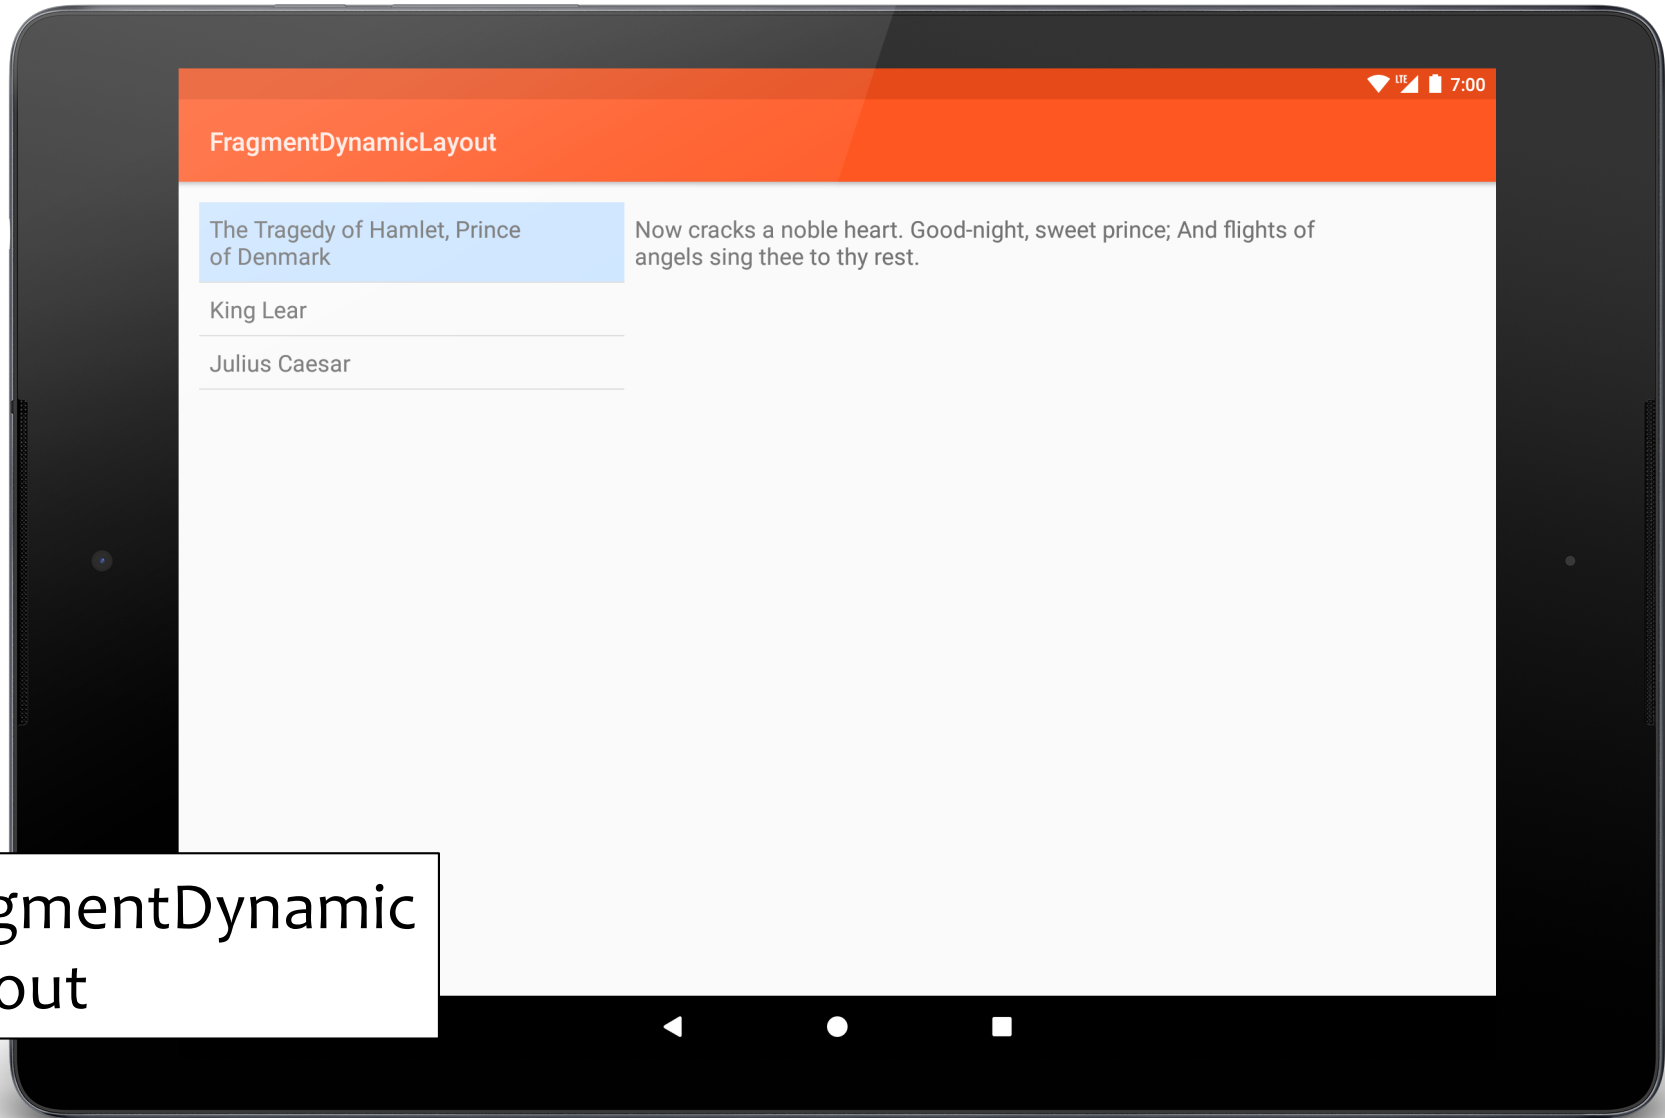 LTE 7:00
FragmentDynamicLayout
The Tragedy of Hamlet, Prince
of Denmark
King Lear
Julius Caesar
Now cracks a noble heart. Good-night, sweet prince; And flights of
angels sing thee to thy rest.
gmentDynamic
out